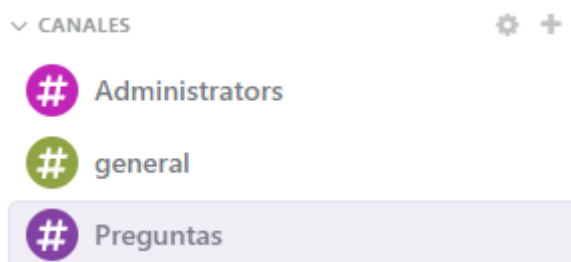 CANALES
# Administrators
# general
# Preguntas